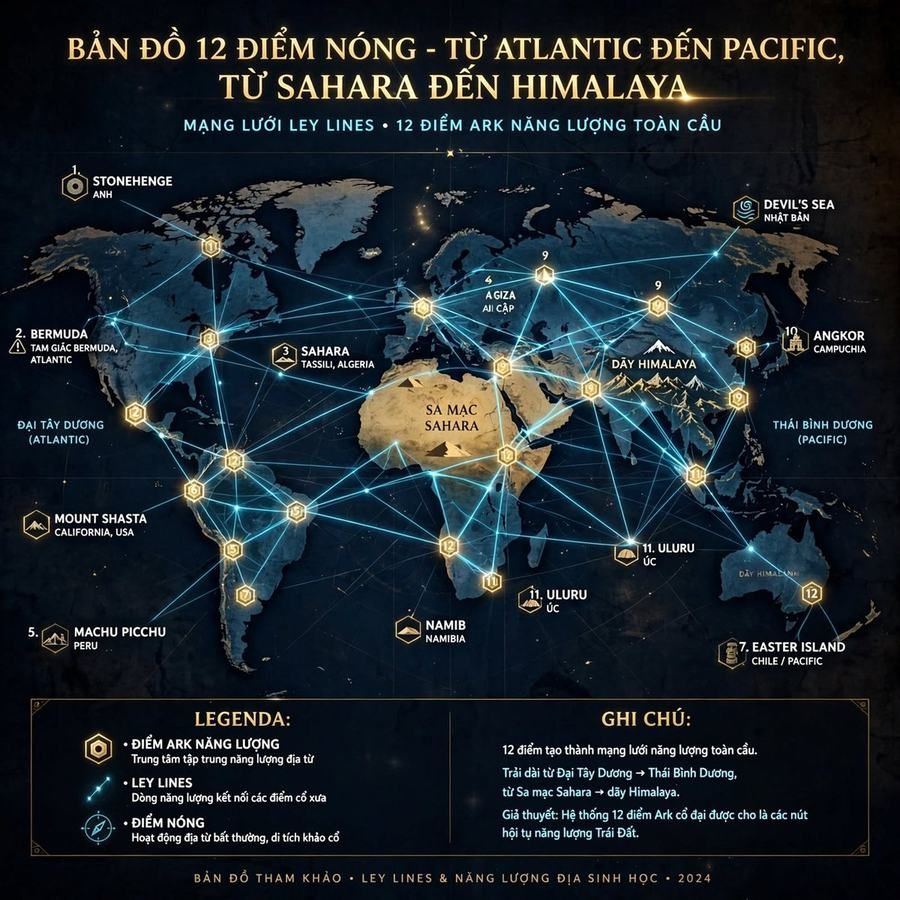 BẢN ĐỒ 12 ĐIỂM NÓNG - TỪ ATLANTIC ĐẾN PACIFIC,
TỪ SAHARA ĐẾN HIMALAYA
MẠNG LƯỚI LEY LINES • 12 ĐIỂM ARK NĂNG LƯỢNG TOÀN CẦU
1.
STONEHENGE
ANH
DEVIL'S SEA
NHẬT BẢN
9
4
A GIZA
CẬP
9
2. BERMUDA
TAM GIÁC BERMUDA,
ATLANTIC
3
SAHARA
TASSILI, ALGERIA
10
ANGKOR
CAMPUCHIA
DÃY HIMALAYA
SA MẠC
SAHARA
ĐẠI TÂY DƯƠNG
(ATLANTIC)
THÁI BÌNH DƯƠNG
(PACIFIC)
MOUNT SHASTA
CALIFORNIA, USA
11. ULURU
ÚC
DÃY
12
11. ULURU
ÚC
NAMIB
NAMIBIA
5.
MACHU PICCHU
PERU
7. EASTER ISLAND
CHILE / PACIFIC
LEGENDA:
• ĐIỂM ARK NĂNG LƯỢNG
Trung tâm tập trung năng lượng địa từ
• LEY LINES
Dòng năng lượng kết nối các điểm cổ xưa
• ĐIỂM NÓNG
Hoạt động địa từ bất thường, di tích khảo cổ
GHI CHÚ:
12 điểm tạo thành mạng lưới năng lượng toàn cầu.
Trải dài từ Đại Tây Dương → Thái Bình Dương,
từ Sa mạc Sahara → dãy Himalaya.
Giả thuyết: Hệ thống 12 điểm Ark cổ đại được cho là các nút
hội tụ năng lượng Trái Đất.
BẢN ĐỒ THAM KHẢO • LEY LINES & NĂNG LƯỢNG ĐỊA SINH HỌC • 2024